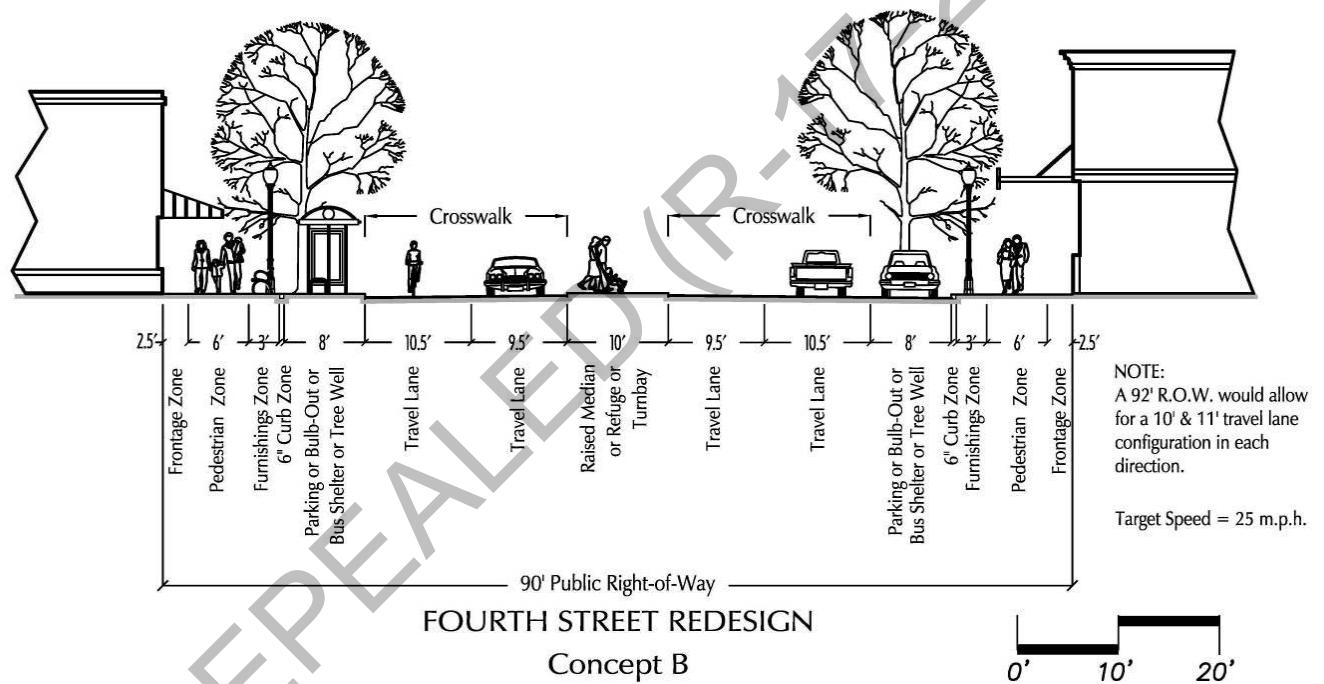 REPEALED (R-172
Crosswalk
Crosswalk
2.5'
6'
3'
8'
10.5'
9.5'
10'
9.5'
10.5'
8'
3'
6'
2.5'
Frontage Zone
Pedestrian Zone
Furnishings Zone
6" Curb Zone
Parking or Bulb-Out or
Bus Shelter or Tree Well
Travel Lane
Travel Lane
Raised Median
or Refuge or
Turnbay
Travel Lane
Travel Lane
Parking or Bulb-Out or
Bus Shelter or Tree Well
6" Curb Zone
Furnishings Zone
Pedestrian Zone
Frontage Zone
NOTE:
A 92' R.O.W. would allow
for a 10' & 11' travel lane
configuration in each
direction.
Target Speed = 25 m.p.h.
90' Public Right-of-Way
FOURTH STREET REDESIGN
Concept B
0'
10'
20'